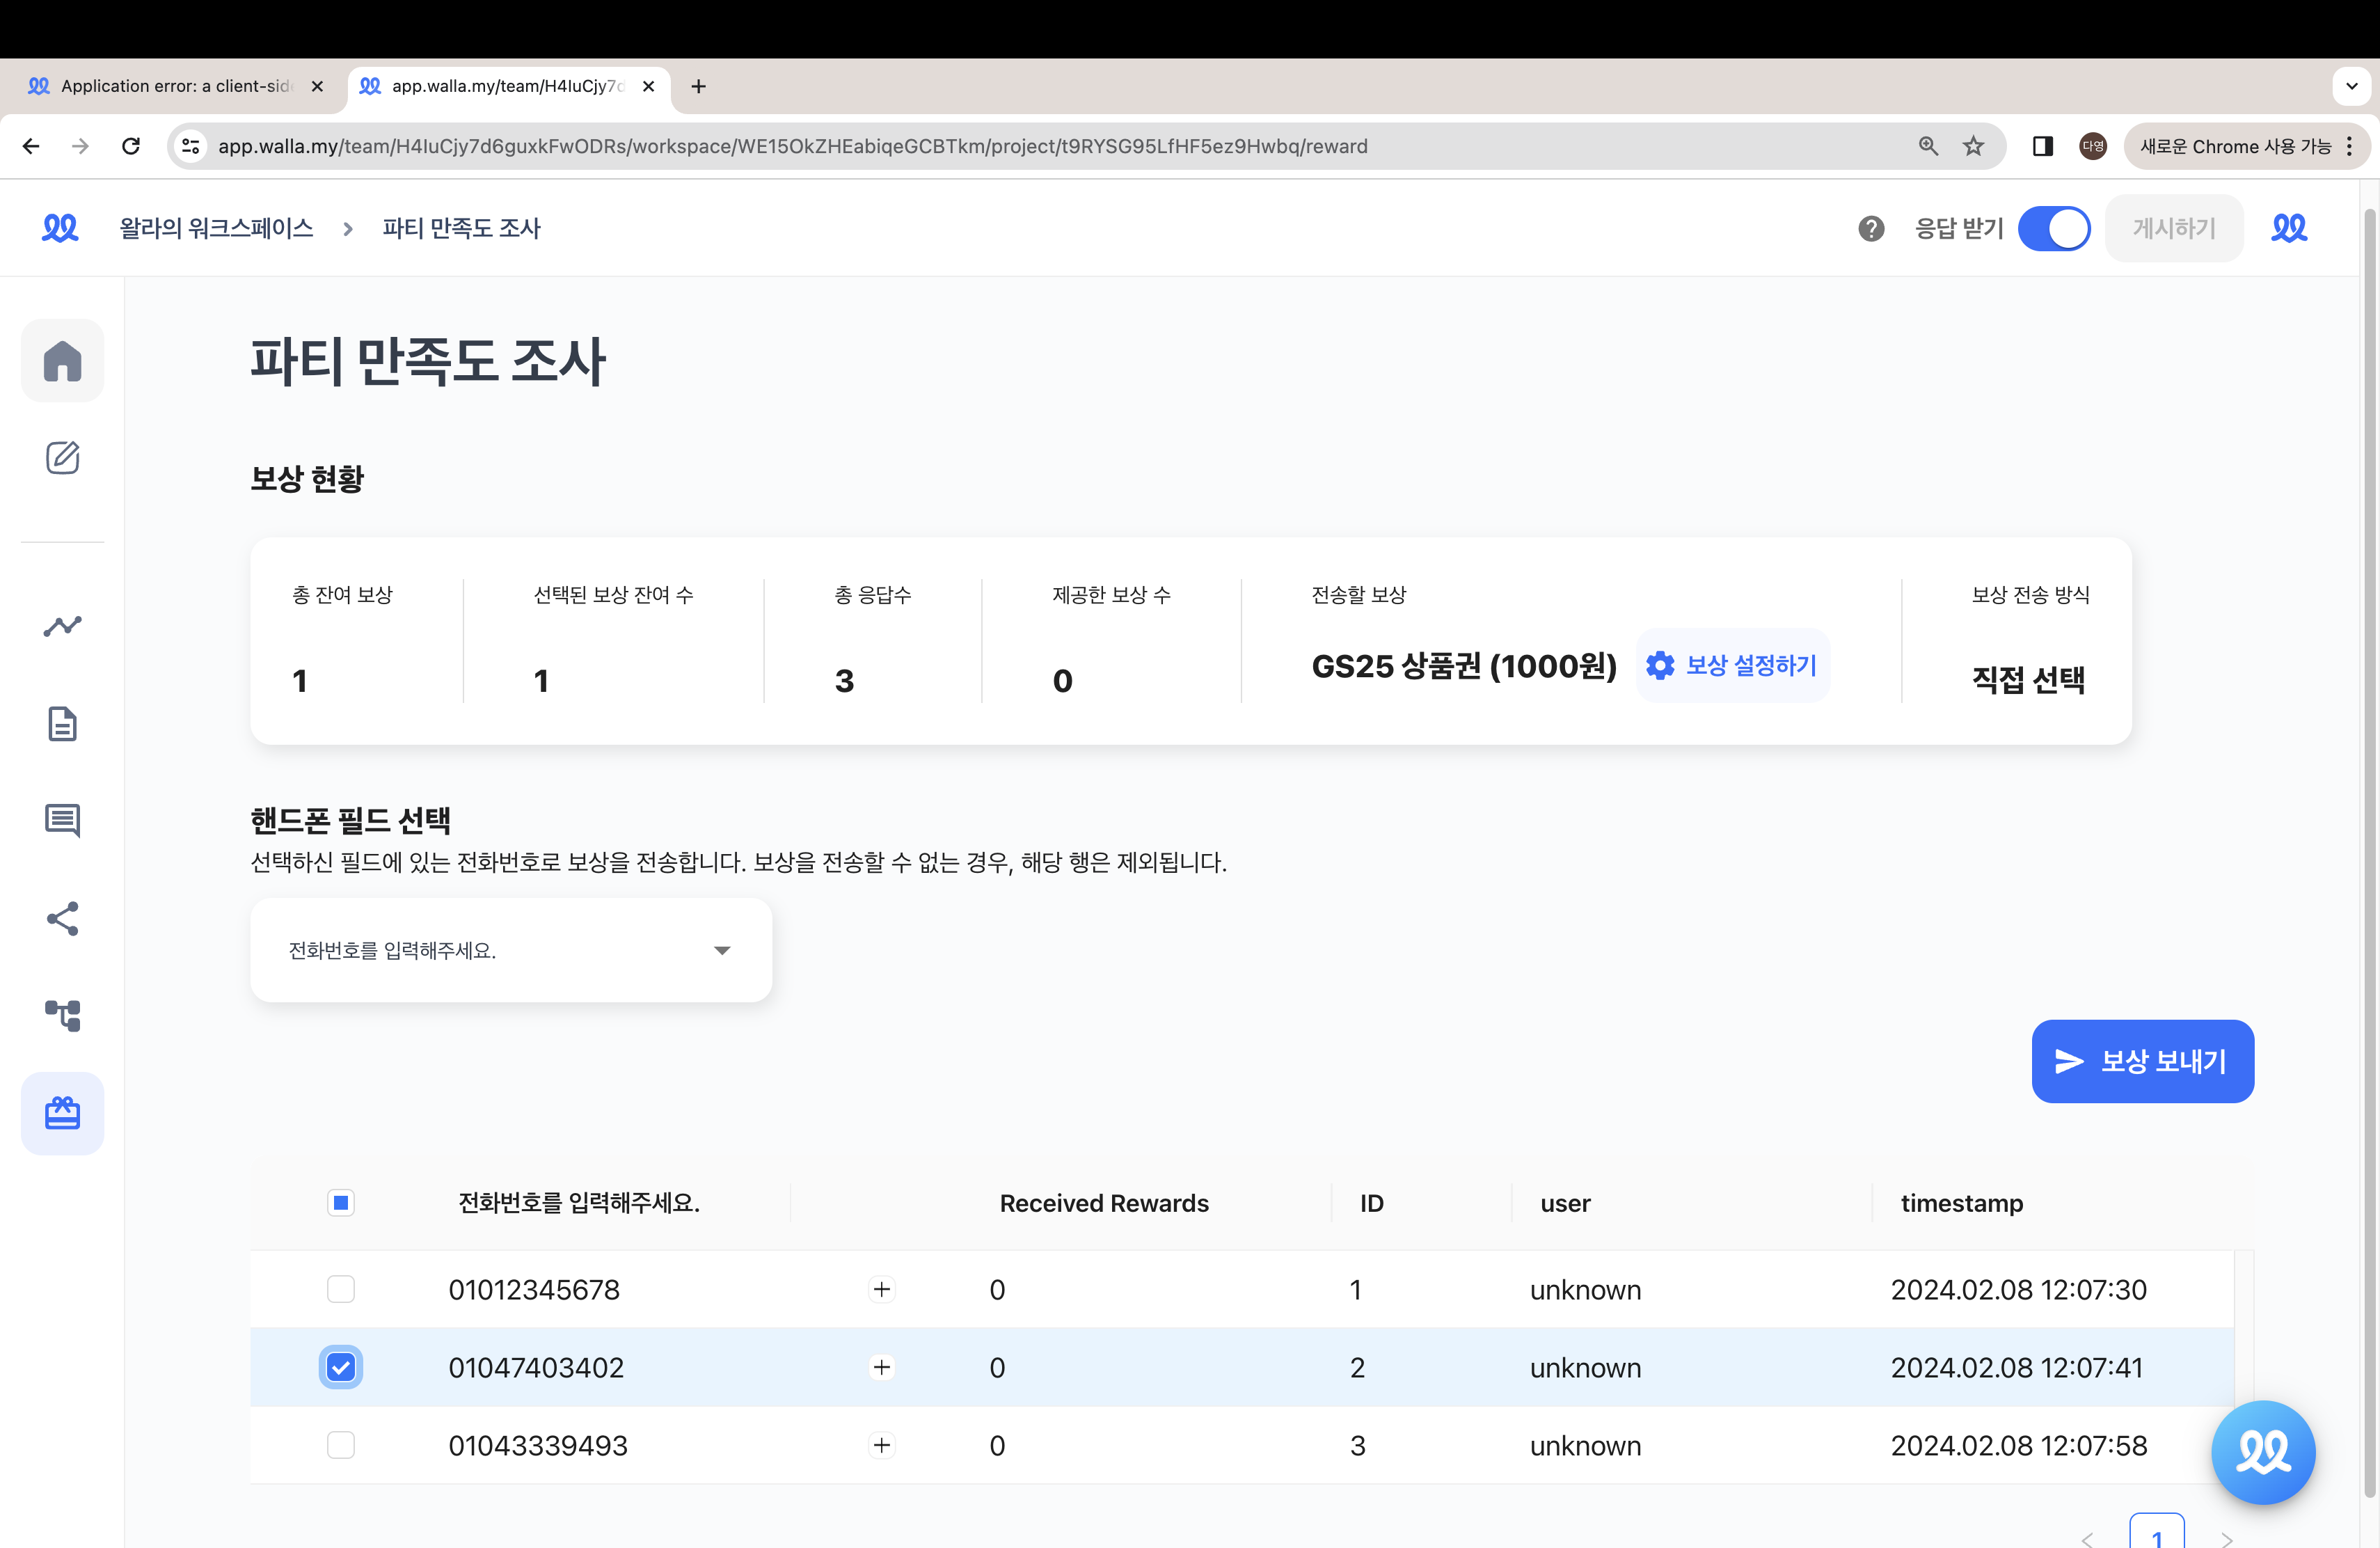 Application error: a client-sid
app.walla.my/team/H4IuCjy7d
app.walla.my/team/H4IuCjy7d6guxkFwODRs/workspace/WE15OkZHEabiqeGCBTkm/project/t9RYSG95LfHF5ez9Hwbq/reward
다영
새로운 Chrome 사용 가능
왈라의 워크스페이스
파티 만족도 조사
응답 받기
게시하기
파티 만족도 조사
보상 현황
총 잔여 보상
선택된 보상 잔여 수
총 응답수
제공한 보상 수
전송할 보상
보상 전송 방식
1
1
3
0
GS25 상품권 (1000원)
보상 설정하기
직접 선택
핸드폰 필드 선택
선택하신 필드에 있는 전화번호로 보상을 전송합니다. 보상을 전송할 수 없는 경우, 해당 행은 제외됩니다.
전화번호를 입력해주세요.
보상 보내기
전화번호를 입력해주세요. Received Rewards ID user timestamp
01012345678 0 1 unknown 2024.02.08 12:07:30
01047403402 0 2 unknown 2024.02.08 12:07:41
01043339493 0 3 unknown 2024.02.08 12:07:58
1